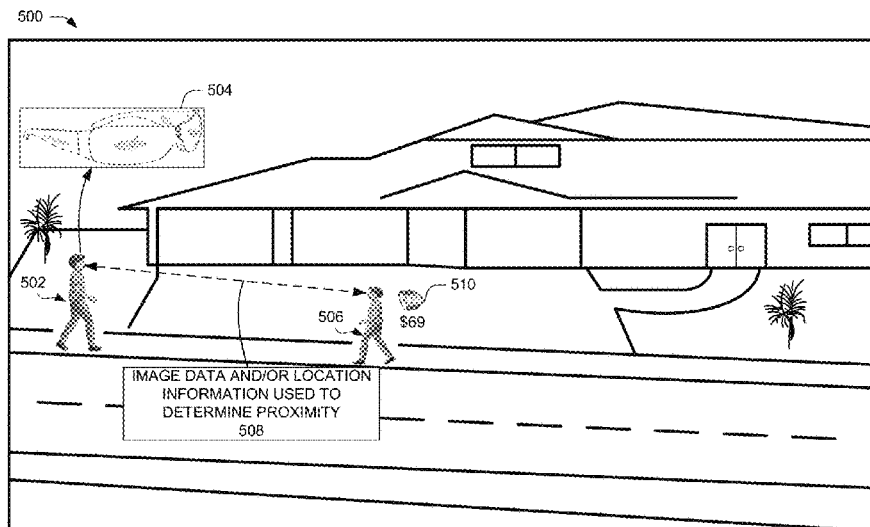 500
504
502
510
506
$69
IMAGE DATA AND/OR LOCATION
INFORMATION USED TO
DETERMINE PROXIMITY
508